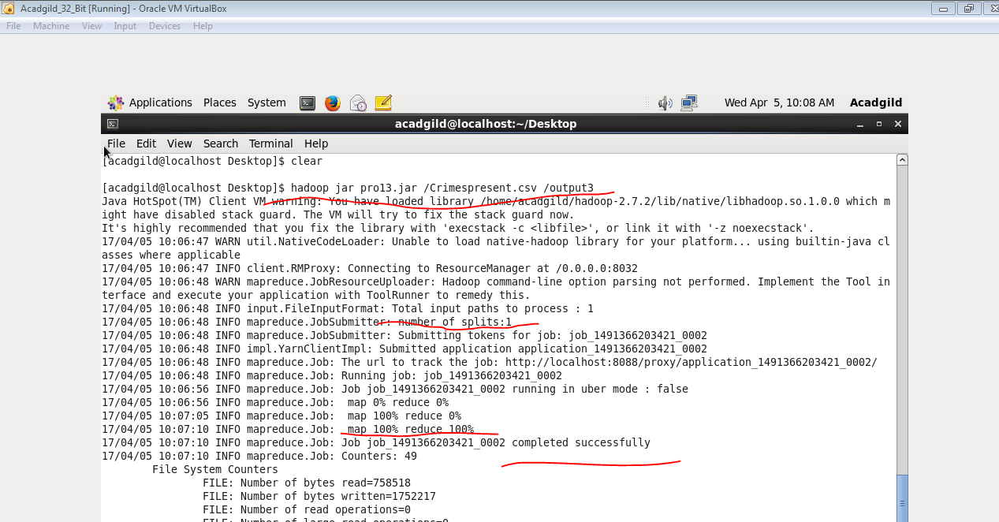 Acadgild_32_Bit [Running] - Oracle VM VirtualBox
File Machine View Input Devices Help
Applications Places System Wed Apr 5, 10:08 AM Acadgild
acadgild@localhost:~/Desktop
File Edit View Search Terminal Help
[acadgild@localhost Desktop]$ clear
[acadgild@localhost Desktop]$ hadoop jar pro13.jar /Crimespresent.csv /output3
Java HotSpot(TM) Client VM warning: You have loaded library /home/acadgild/hadoop-2.7.2/lib/native/libhadoop.so.1.0.0 which m
ight have disabled stack guard. The VM will try to fix the stack guard now.
It's highly recommended that you fix the library with 'execstack -c <libfile>', or link it with '-z noexecstack'.
17/04/05 10:06:47 WARN util.NativeCodeLoader: Unable to load native-hadoop library for your platform... using builtin-java cl
asses where applicable
17/04/05 10:06:47 INFO client.RMProxy: Connecting to ResourceManager at /0.0.0.0:8032
17/04/05 10:06:48 WARN mapreduce.JobResourceUploader: Hadoop command-line option parsing not performed. Implement the Tool in
terface and execute your application with ToolRunner to remedy this.
17/04/05 10:06:48 INFO input.FileInputFormat: Total input paths to process : 1
17/04/05 10:06:48 INFO mapreduce.JobSubmitter: number of splits:1
17/04/05 10:06:48 INFO mapreduce.JobSubmitter: Submitting tokens for job: job_1491366203421_0002
17/04/05 10:06:48 INFO impl.YarnClientImpl: Submitted application application_1491366203421_0002
17/04/05 10:06:48 INFO mapreduce.Job: The url to track the job: http://localhost:8088/proxy/application_1491366203421_0002/
17/04/05 10:06:48 INFO mapreduce.Job: Running job: job_1491366203421_0002
17/04/05 10:06:56 INFO mapreduce.Job: Job job_1491366203421_0002 running in uber mode : false
17/04/05 10:06:56 INFO mapreduce.Job: map 0% reduce 0%
17/04/05 10:07:05 INFO mapreduce.Job: map 100% reduce 0%
17/04/05 10:07:10 INFO mapreduce.Job: map 100% reduce 100%
17/04/05 10:07:10 INFO mapreduce.Job: Job job_1491366203421_0002 completed successfully
17/04/05 10:07:10 INFO mapreduce.Job: Counters: 49
File System Counters
FILE: Number of bytes read=758518
FILE: Number of bytes written=1752217
FILE: Number of read operations=0
FILE: Number of large read operations=0